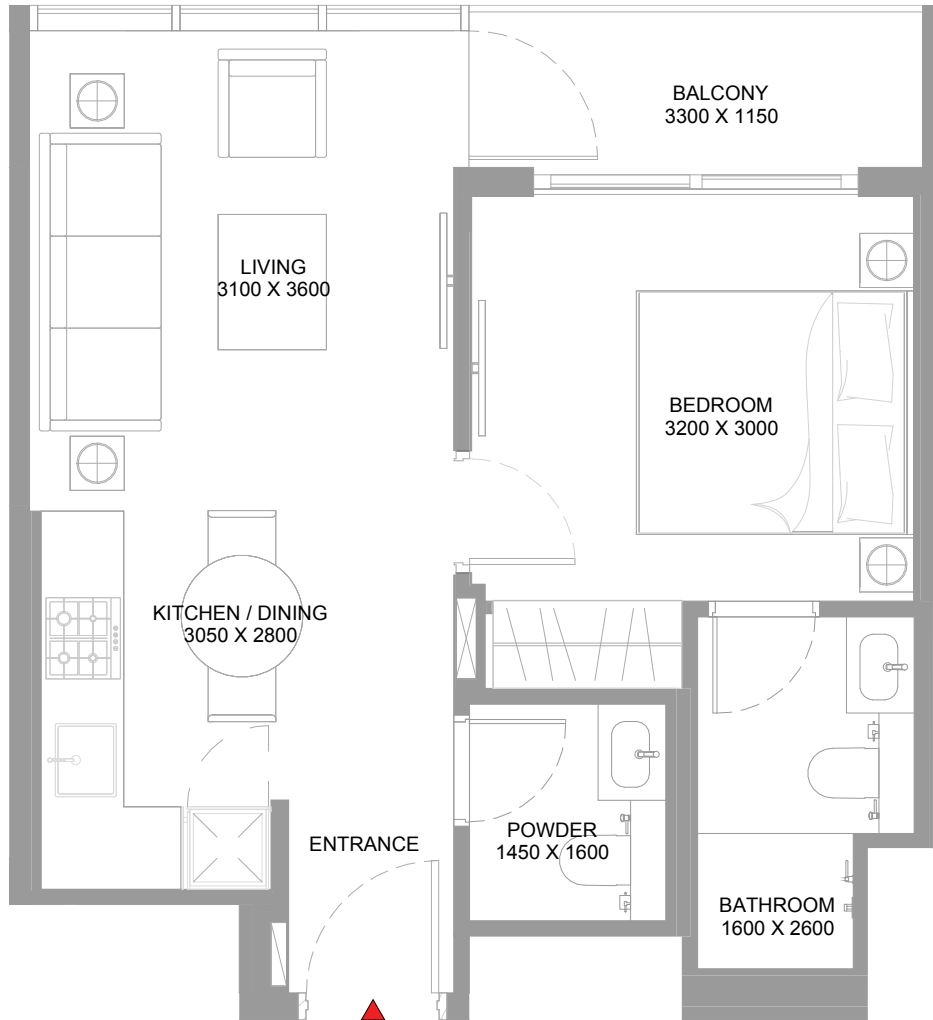 BALCONY
3300 X 1150
LIVING
3100 X 3600
BEDROOM
3200 X 3000
KITCHEN / DINING
3050 X 2800
ENTRANCE
POWDER
1450 X 1600
BATHROOM
1600 X 2600